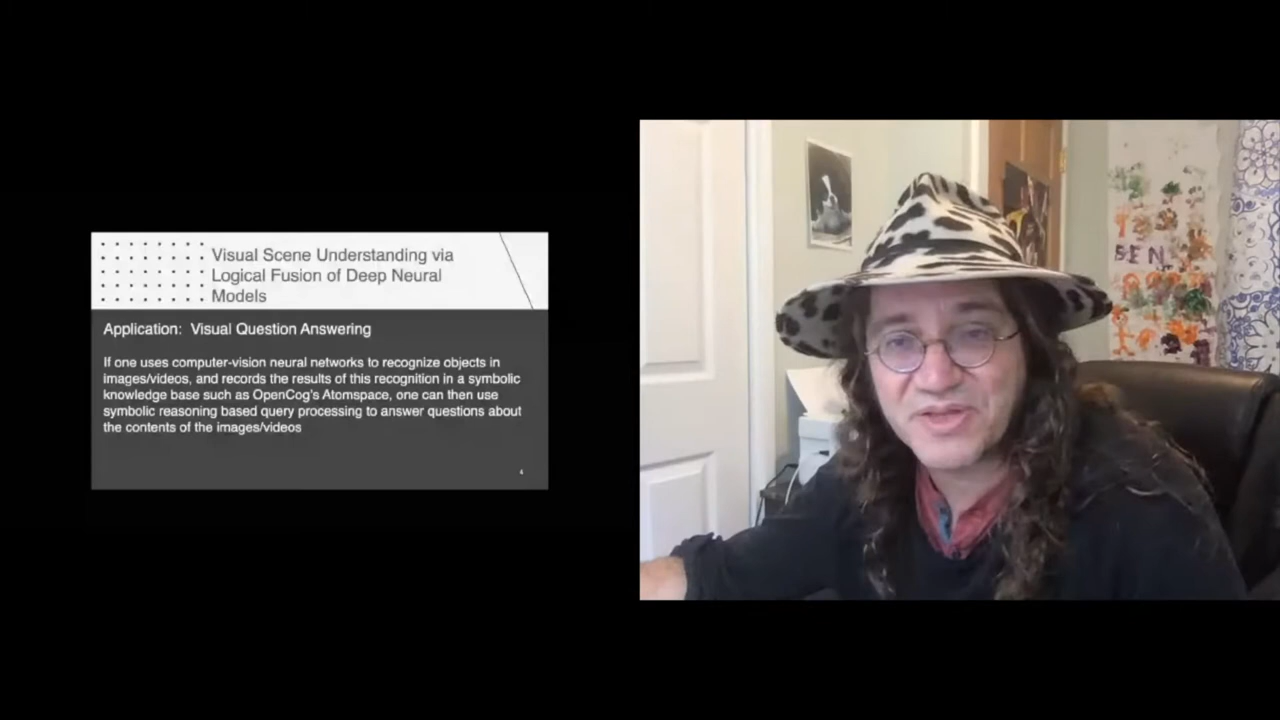 Visual Scene Understanding via
Logical Fusion of Deep Neural
Models
Application: Visual Question Answering
If one uses computer-vision neural networks to recognize objects in
images/videos, and records the results of this recognition in a symbolic
knowledge base such as OpenCog's Atomspace, one can then use
symbolic reasoning based query processing to answer questions about
the contents of the images/videos
4
BEN